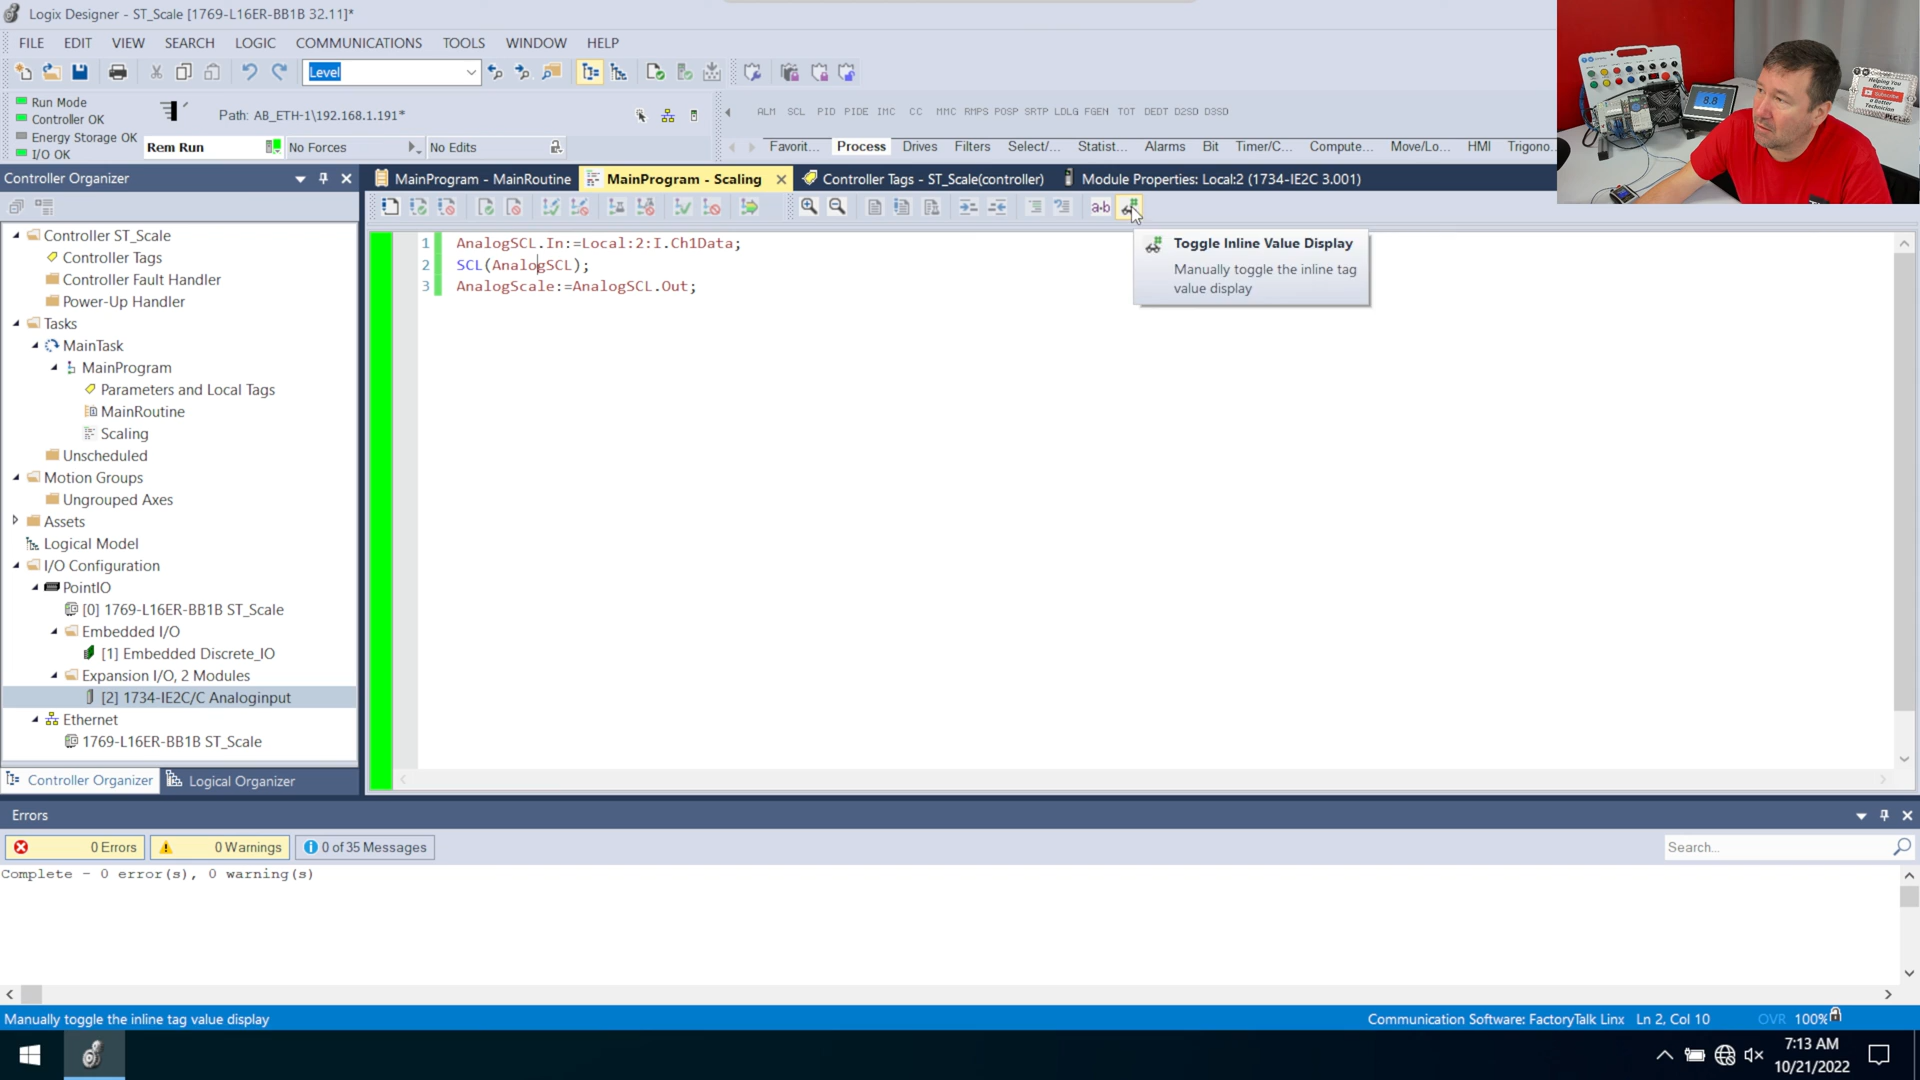 Logix Designer - ST_Scale [1769-L16ER-BB1B 32.11]*
FILE EDIT VIEW SEARCH LOGIC COMMUNICATIONS TOOLS WINDOW HELP
Level
Run Mode
Controller OK
Energy Storage OK
I/O OK
Path: AB_ETH-1\192.168.1.191*
Rem Run No Forces No Edits
ALM SCL PID PIDE IMC CC MMC RMPS POSP SRTP LDLG FGEN TOT DEDT D2SD D3SD
Favorit... Process Drives Filters Select/... Statist... Alarms Bit Timer/C... Compute... Move/Lo... HMI Trigono...
8.8
Helping You
Become
Subscribe
a Better
Technician
Controller Organizer
MainProgram - MainRoutine MainProgram - Scaling Controller Tags - ST_Scale(controller) Module Properties: Local:2 (1734-IE2C 3.001)
Controller ST_Scale
Controller Tags
Controller Fault Handler
Power-Up Handler
Tasks
MainTask
MainProgram
Parameters and Local Tags
MainRoutine
Scaling
Unscheduled
Motion Groups
Ungrouped Axes
Assets
Logical Model
I/O Configuration
PointIO
[0] 1769-L16ER-BB1B ST_Scale
Embedded I/O
[1] Embedded Discrete_IO
Expansion I/O, 2 Modules
[2] 1734-IE2C/C Analoginput
Ethernet
1769-L16ER-BB1B ST_Scale
Controller Organizer Logical Organizer
a+b
1 AnalogSCL.In:=Local:2:I.Ch1Data;
2 SCL(AnalogSCL);
3 AnalogScale:=AnalogSCL.Out;
Toggle Inline Value Display
Manually toggle the inline tag
value display
Errors
0 Errors 0 Warnings 0 of 35 Messages
Search...
Complete - 0 error(s), 0 warning(s)
Manually toggle the inline tag value display
Communication Software: FactoryTalk Linx Ln 2, Col 10 OVR 100%
7:13 AM
10/21/2022